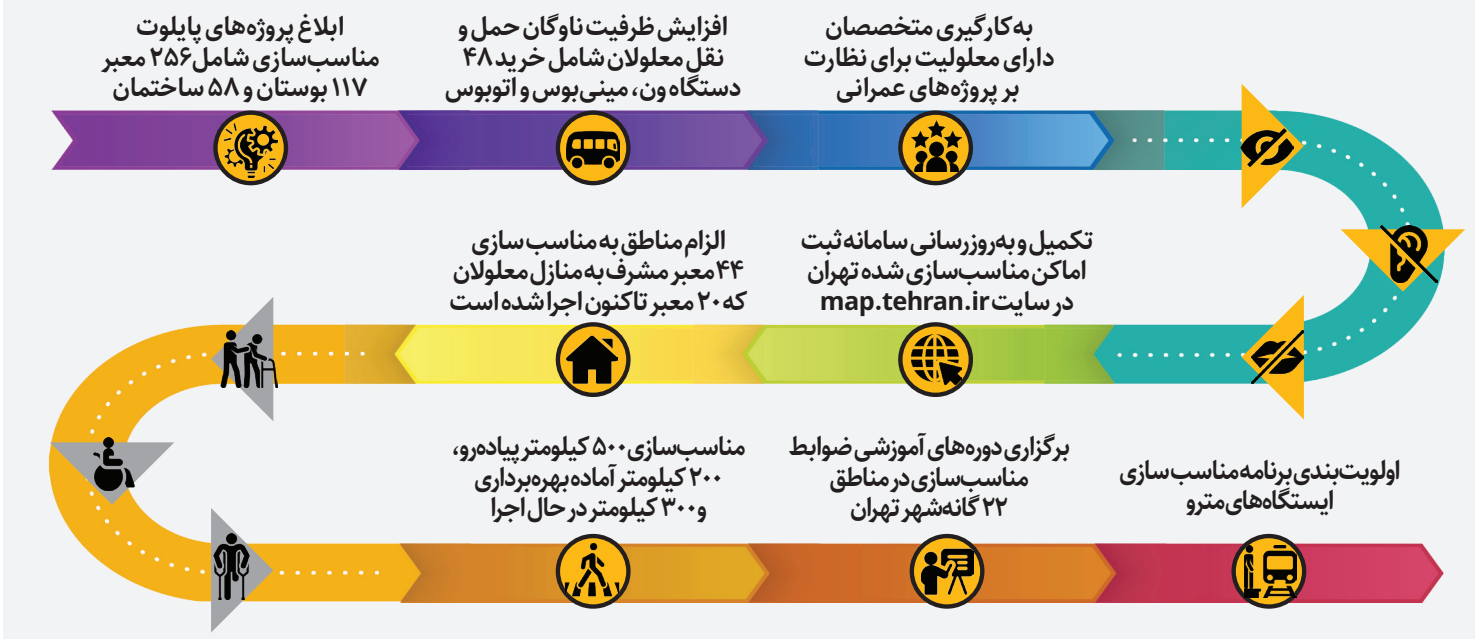 ابلاغ پروژه‌های پایلوت
مناسب‌سازی شامل ۲۵۶ معبر
۱۱۷ بوستان و ۵۸ ساختمان
افزایش ظرفیت ناوگان حمل و
نقل معلولان شامل خرید ۴۸
دستگاه ون، مینی‌بوس و اتوبوس
به‌کارگیری متخصصان
دارای معلولیت برای نظارت
بر پروژه‌های عمرانی
تکمیل و به‌روزرسانی سامانه ثبت
اماکن مناسب‌سازی شده تهران
در سایت map.tehran.ir
الزام مناطق به مناسب سازی
۴۴ معبر مشرف به منازل معلولان
که ۲۰ معبر تاکنون اجرا شده است
مناسب‌سازی ۵۰۰ کیلومتر پیاده‌رو،
۲۰۰ کیلومتر آماده بهره‌برداری
و ۳۰۰ کیلومتر در حال اجرا
برگزاری دوره‌های آموزشی ضوابط
مناسب‌سازی در مناطق
۲۲ گانه شهر تهران
اولویت‌بندی برنامه مناسب سازی
ایستگاه‌های مترو